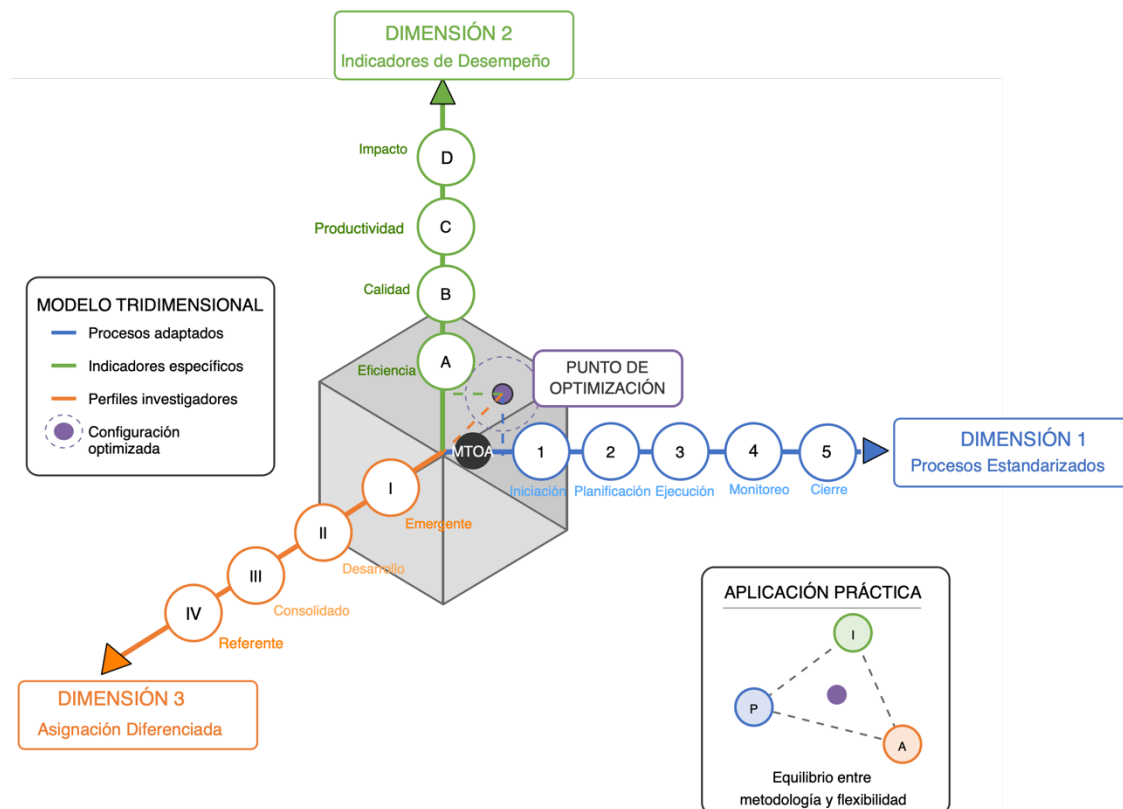 DIMENSIÓN 2
Indicadores de Desempeño
Impacto
D
Productividad
C
Calidad
B
Eficiencia
A
MODELO TRIDIMENSIONAL
Procesos adaptados
Indicadores específicos
Perfiles investigadores
Configuración
optimizada
PUNTO DE
OPTIMIZACIÓN
MTOA
1
2
3
4
5
Iniciación
Planificación
Ejecución
Monitoreo
Cierre
DIMENSIÓN 1
Procesos Estandarizados
I
Emergente
II
Desarrollo
III
Consolidado
IV
Referente
DIMENSIÓN 3
Asignación Diferenciada
APLICACIÓN PRÁCTICA
I
P
A
Equilibrio entre
metodología y flexibilidad